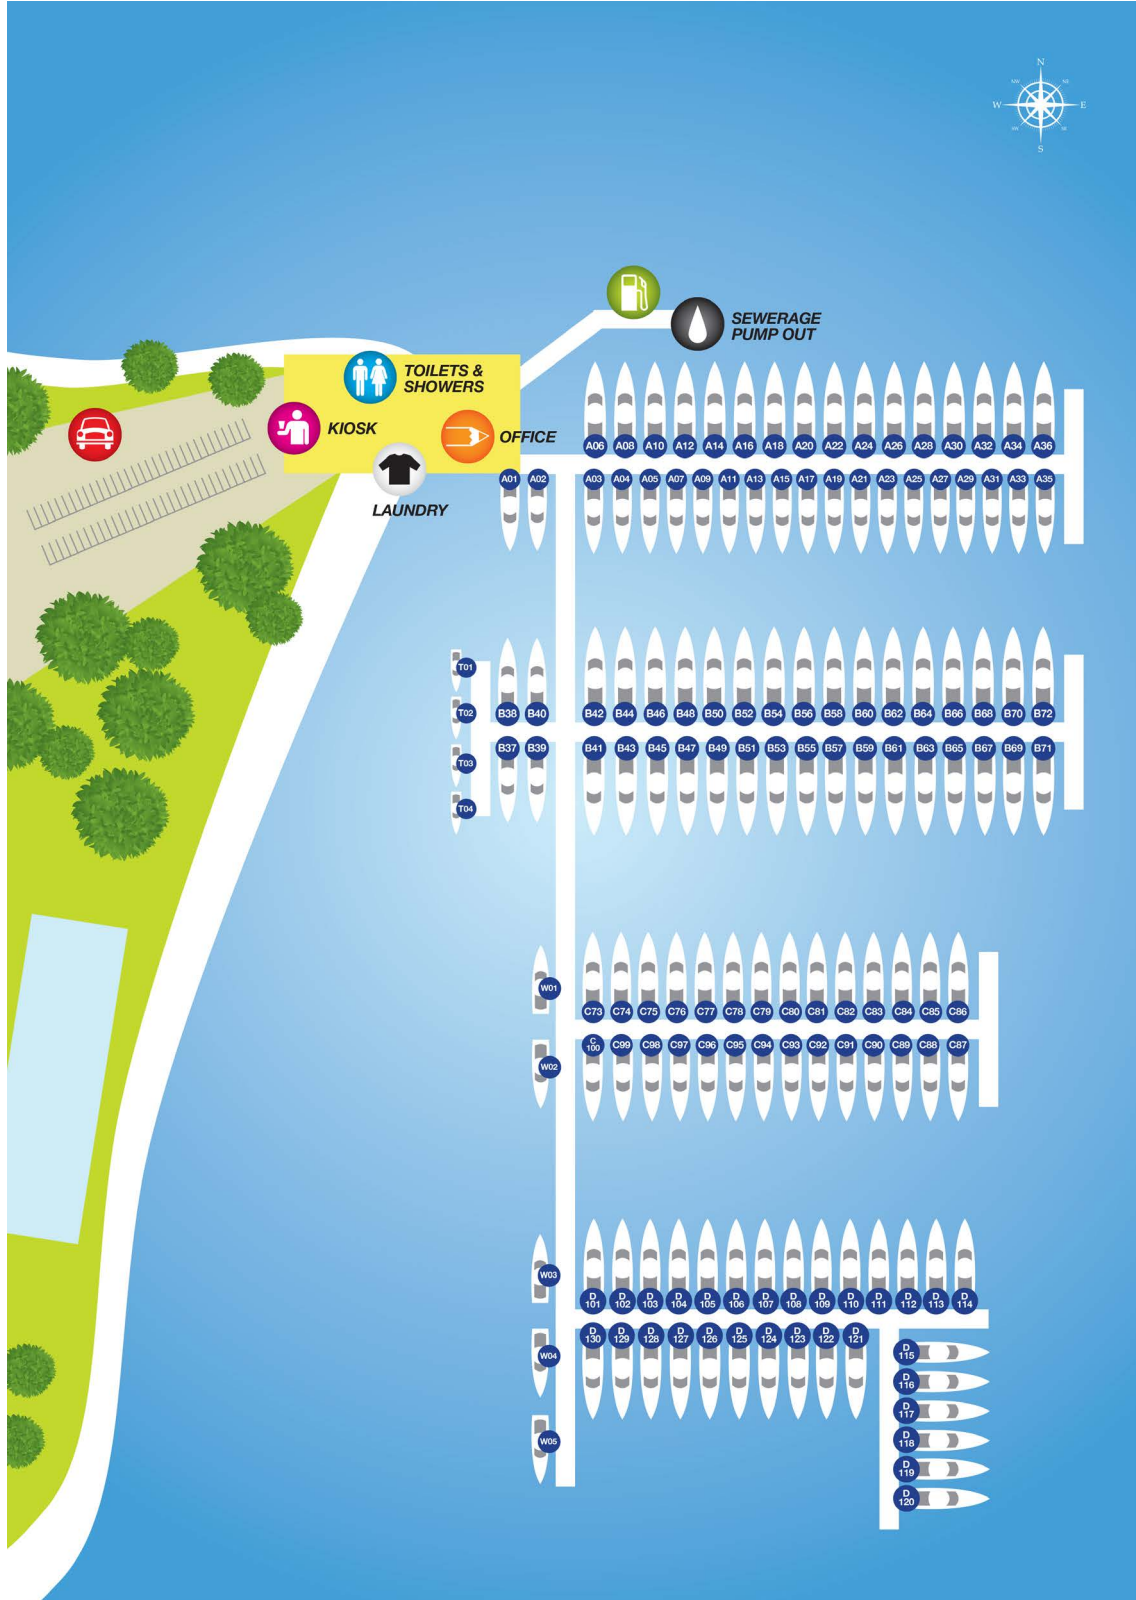 N
NW NE
W E
SW SE
S
SEWERAGE
PUMP OUT
TOILETS &
SHOWERS
KIOSK
OFFICE
LAUNDRY
A06 A08 A10 A12 A14 A16 A18 A20 A22 A24 A26 A28 A30 A32 A34 A36
A01 A02 A03 A04 A05 A07 A09 A11 A13 A15 A17 A19 A21 A23 A25 A27 A29 A31 A33 A35
T01
T02
T03
T04
B38 B40 B42 B44 B46 B48 B50 B52 B54 B56 B58 B60 B62 B64 B66 B68 B70 B72
B37 B39 B41 B43 B45 B47 B49 B51 B53 B55 B57 B59 B61 B63 B65 B67 B69 B71
W01
W02
C73 C74 C75 C76 C77 C78 C79 C80 C81 C82 C83 C84 C85 C86
C 100 C99 C98 C97 C96 C95 C94 C93 C92 C91 C90 C89 C88 C87
W03
W04
W05
D 101 D 102 D 103 D 104 D 105 D 106 D 107 D 108 D 109 D 110 D 111 D 112 D 113 D 114
D 130 D 129 D 128 D 127 D 126 D 125 D 124 D 123 D 122 D 121
D 115
D 116
D 117
D 118
D 119
D 120